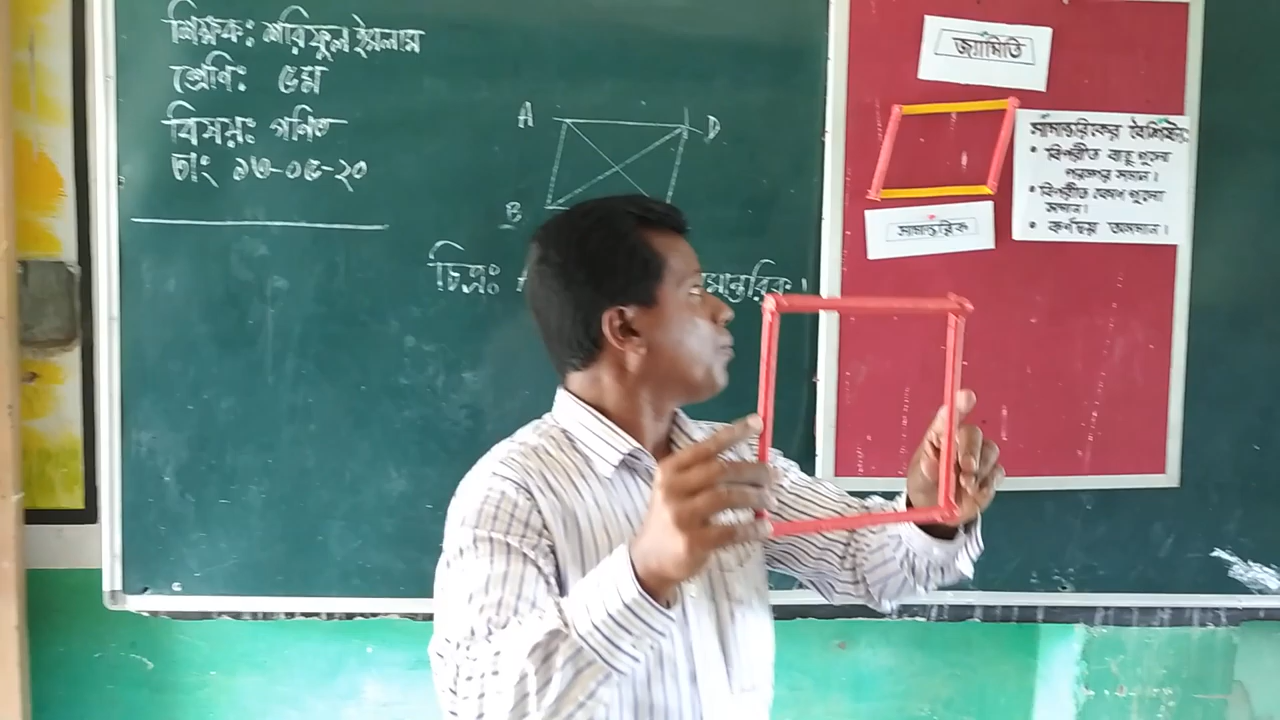 শিক্ষক: শরিফুল ইসলাম
শ্রেণি: ৫ম
বিষয়: গণিত
তাং ১৩-০৫-২০
A
D
B
চিত্রঃ
সামান্তরিক।
জ্যামিতি
সামান্তরিকের বৈশিষ্ট্য:
• বিপরীত বাহু গুলো
পরস্পর সমান।
• বিপরীত কোণ গুলো
সমান।
• কর্ণদ্বয় অসমান।
সামান্তরিক